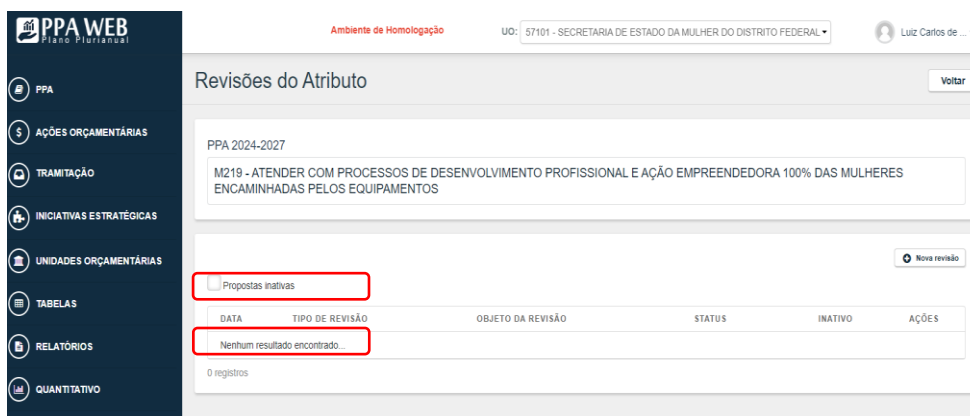 PPA WEB
Plano Plurianual
Ambiente de Homologação
UO: 57101 - SECRETARIA DE ESTADO DA MULHER DO DISTRITO FEDERAL
Luiz Carlos de ...
PPA
AÇÕES ORÇAMENTÁRIAS
TRAMITAÇÃO
INICIATIVAS ESTRATÉGICAS
UNIDADES ORÇAMENTÁRIAS
TABELAS
RELATÓRIOS
QUANTITATIVO
Revisões do Atributo
Voltar
PPA 2024-2027
M219 - ATENDER COM PROCESSOS DE DESENVOLVIMENTO PROFISSIONAL E AÇÃO EMPREENDEDORA 100% DAS MULHERES
ENCAMINHADAS PELOS EQUIPAMENTOS
Nova revisão
Propostas inativas
DATA TIPO DE REVISÃO OBJETO DA REVISÃO STATUS INATIVO AÇÕES
Nenhum resultado encontrado...
0 registros